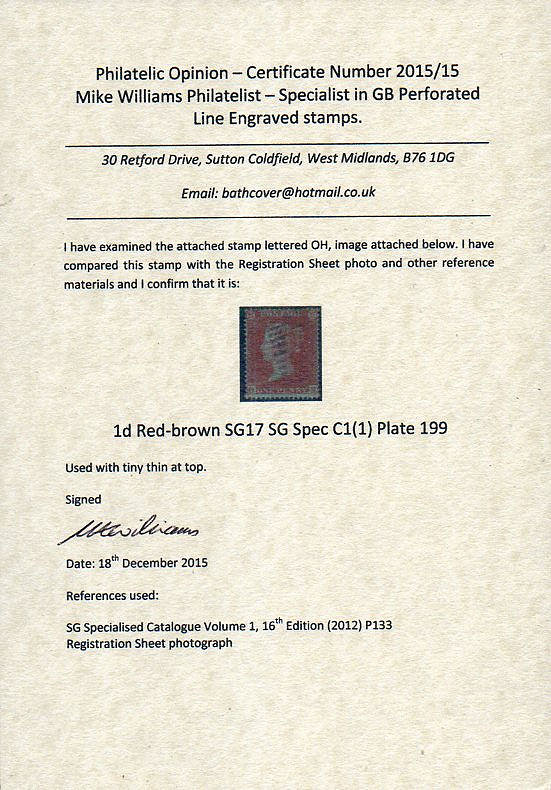 Philatelic Opinion – Certificate Number 2015/15
Mike Williams Philatelist – Specialist in GB Perforated
Line Engraved stamps.
30 Retford Drive, Sutton Coldfield, West Midlands, B76 1DG
Email: bathcover@hotmail.co.uk
I have examined the attached stamp lettered OH, image attached below. I have
compared this stamp with the Registration Sheet photo and other reference
materials and I confirm that it is:
POSTAGE
ONE PENNY
1d Red-brown SG17 SG Spec C1(1) Plate 199
Used with tiny thin at top.
Signed
MWilliams
Date: 18th December 2015
References used:
SG Specialised Catalogue Volume 1, 16th Edition (2012) P133
Registration Sheet photograph